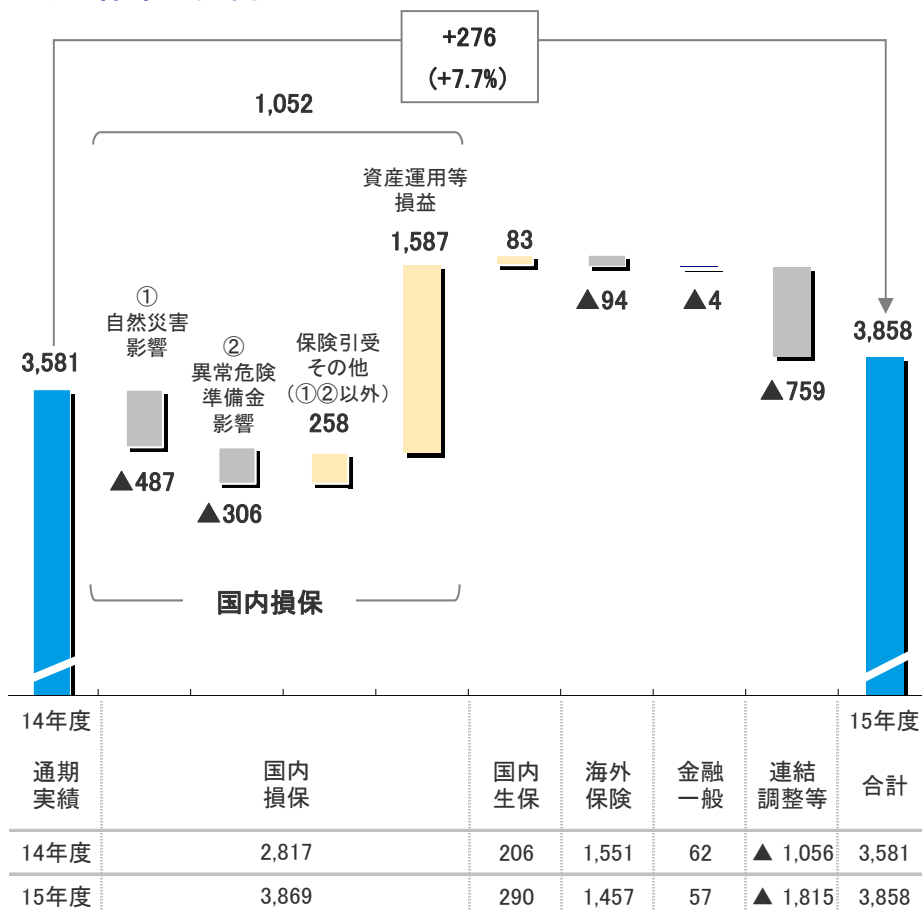 +276
(+7.7%)
1,052
資産運用等
損益
1,587
83
▲94
▲4
▲759
3,858
3,581
①
自然災害
影響
▲487
②
異常危険
準備金
影響
▲306
保険引受
その他
(①②以外)
258
国内損保
14年度
15年度
通期
実績
国内
損保
国内
生保
海外
保険
金融
一般
連結
調整等
合計
14年度 2,817 206 1,551 62 ▲ 1,056 3,581
15年度 3,869 290 1,457 57 ▲ 1,815 3,858